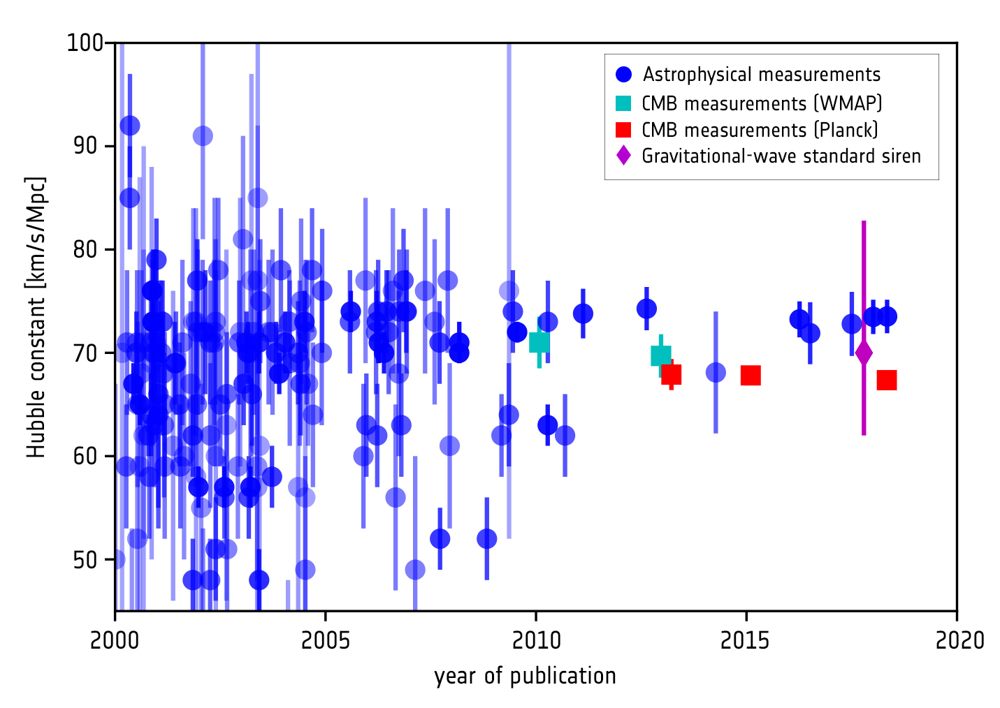 100
90
80
70
60
50
Hubble constant [km/s/Mpc]
Astrophysical measurements
CMB measurements (WMAP)
CMB measurements (Planck)
Gravitational-wave standard siren
2000 2005 2010 2015 2020
year of publication